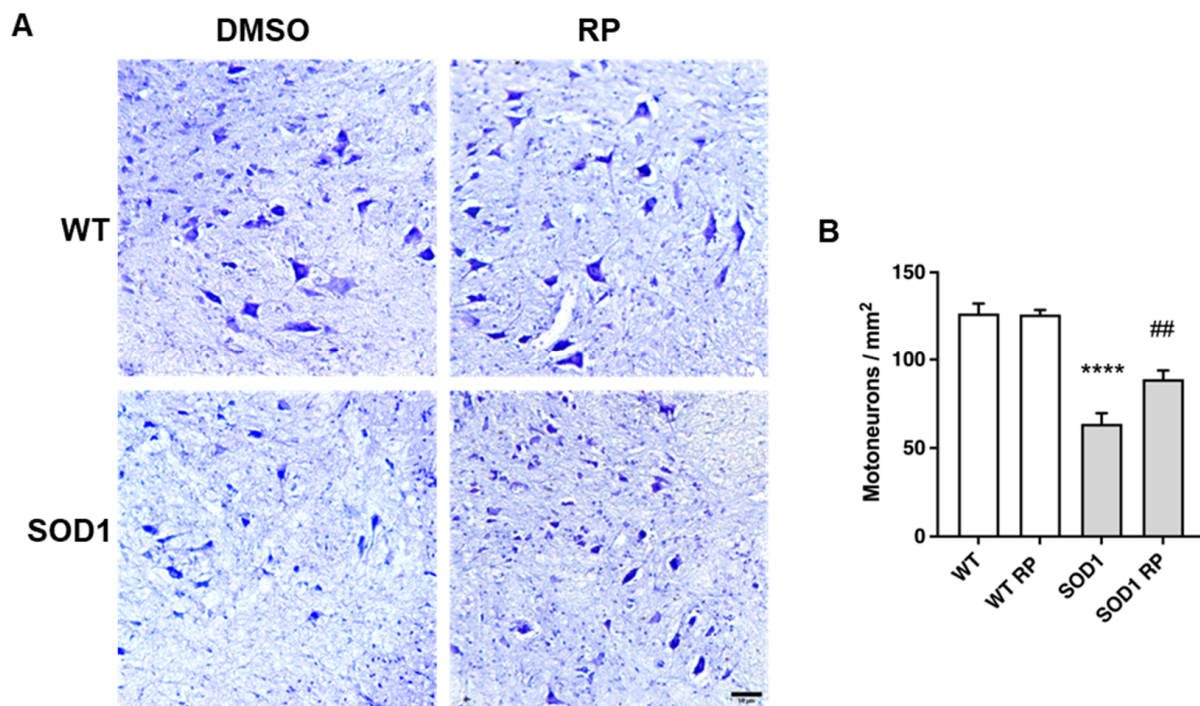 A
DMSO
RP
WT
SOD1
B
Motoneurons / mm2
150
100
50
0
****
##
WT
WT RP
SOD1
SOD1 RP